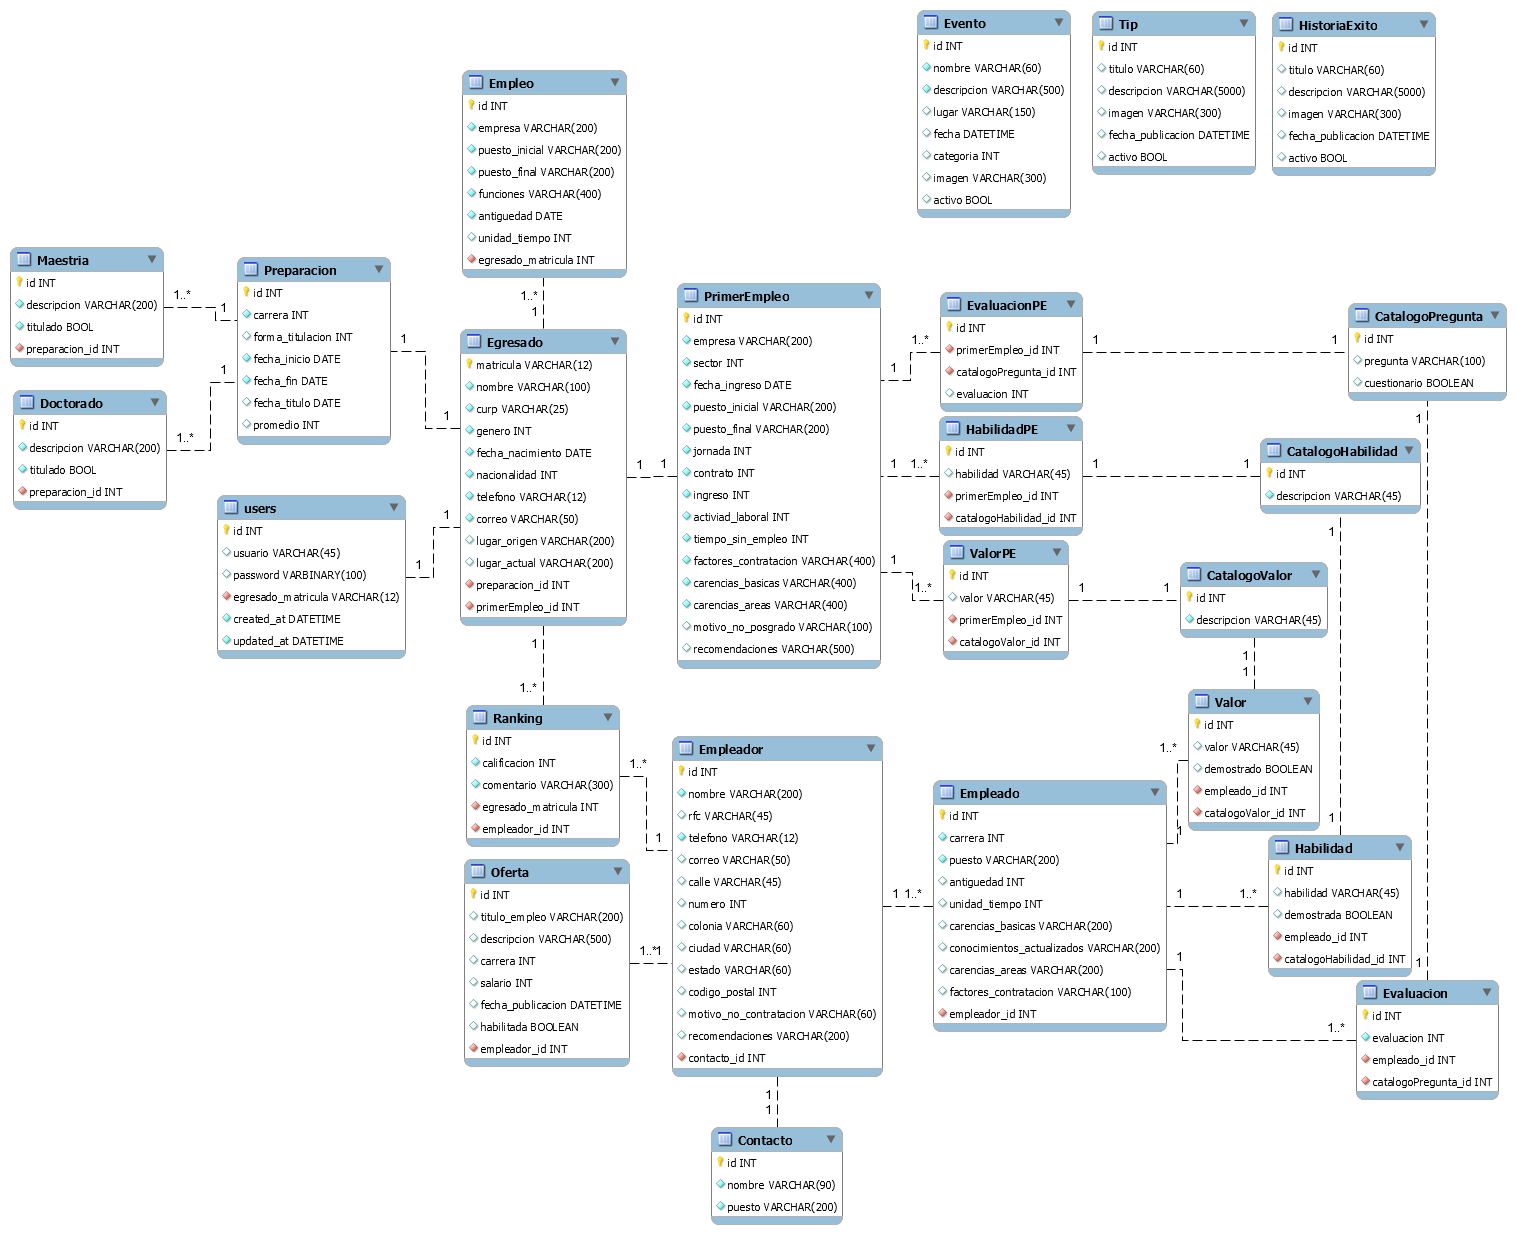 Evento
id INT
nombre VARCHAR(60)
descripcion VARCHAR(500)
lugar VARCHAR(150)
fecha DATETIME
categoria INT
imagen VARCHAR(300)
activo BOOL
Tip
id INT
titulo VARCHAR(60)
descripcion VARCHAR(5000)
imagen VARCHAR(300)
fecha_publicacion DATETIME
activo BOOL
HistoriaExito
id INT
titulo VARCHAR(60)
descripcion VARCHAR(5000)
imagen VARCHAR(300)
fecha_publicacion DATETIME
activo BOOL
Empleo
id INT
empresa VARCHAR(200)
puesto_inicial VARCHAR(200)
puesto_final VARCHAR(200)
funciones VARCHAR(400)
antiguedad DATE
unidad_tiempo INT
egresado_matricula INT
1..*
1
Maestria
id INT
descripcion VARCHAR(200)
titulado BOOL
preparacion_id INT
1..*
1
Preparacion
id INT
carrera INT
forma_titulacion INT
fecha_inicio DATE
fecha_fin DATE
fecha_titulo DATE
promedio INT
1
1
Doctorado
id INT
descripcion VARCHAR(200)
titulado BOOL
preparacion_id INT
1..*
1
users
id INT
usuario VARCHAR(45)
password VARBINARY(100)
egresado_matricula VARCHAR(12)
created_at DATETIME
updated_at DATETIME
1
1
Egresado
matricula VARCHAR(12)
nombre VARCHAR(100)
curp VARCHAR(25)
genero INT
fecha_nacimiento DATE
nacionalidad INT
telefono VARCHAR(12)
correo VARCHAR(50)
lugar_origen VARCHAR(200)
lugar_actual VARCHAR(200)
preparacion_id INT
primerEmpleo_id INT
1
1
1
1..*
PrimerEmpleo
id INT
empresa VARCHAR(200)
sector INT
fecha_ingreso DATE
puesto_inicial VARCHAR(200)
puesto_final VARCHAR(200)
jornada INT
contrato INT
ingreso INT
activiad_laboral INT
tiempo_sin_empleo INT
factores_contratacion VARCHAR(400)
carencias_basicas VARCHAR(400)
carencias_areas VARCHAR(400)
motivo_no_posgrado VARCHAR(100)
recomendaciones VARCHAR(500)
1
1..*
1
1..*
1
1..*
EvaluacionPE
id INT
primerEmpleo_id INT
catalogoPregunta_id INT
evaluacion INT
1
1
HabilidadPE
id INT
habilidad VARCHAR(45)
primerEmpleo_id INT
catalogoHabilidad_id INT
1
1
ValorPE
id INT
valor VARCHAR(45)
primerEmpleo_id INT
catalogoValor_id INT
1
1
CatalogoPregunta
id INT
pregunta VARCHAR(100)
cuestionario BOOLEAN
1
CatalogoHabilidad
id INT
descripcion VARCHAR(45)
1
CatalogoValor
id INT
descripcion VARCHAR(45)
1
1
Ranking
id INT
calificacion INT
comentario VARCHAR(300)
egresado_matricula INT
empleador_id INT
1..*
1
Oferta
id INT
titulo_empleo VARCHAR(200)
descripcion VARCHAR(500)
carrera INT
salario INT
fecha_publicacion DATETIME
habilitada BOOLEAN
empleador_id INT
1..*
1
Empleador
id INT
nombre VARCHAR(200)
rfc VARCHAR(45)
telefono VARCHAR(12)
correo VARCHAR(50)
calle VARCHAR(45)
numero INT
colonia VARCHAR(60)
ciudad VARCHAR(60)
estado VARCHAR(60)
codigo_postal INT
motivo_no_contratacion VARCHAR(60)
recomendaciones VARCHAR(200)
contacto_id INT
1
1..*
1
1
Empleado
id INT
carrera INT
puesto VARCHAR(200)
antiguedad INT
unidad_tiempo INT
carencias_basicas VARCHAR(200)
conocimientos_actualizados VARCHAR(200)
carencias_areas VARCHAR(200)
factores_contratacion VARCHAR(100)
empleador_id INT
1
1..*
1
1..*
1
1..*
Valor
id INT
valor VARCHAR(45)
demostrado BOOLEAN
empleado_id INT
catalogoValor_id INT
1
Habilidad
id INT
habilidad VARCHAR(45)
demostrada BOOLEAN
empleado_id INT
catalogoHabilidad_id INT
1
Evaluacion
id INT
evaluacion INT
empleado_id INT
catalogoPregunta_id INT
Contacto
id INT
nombre VARCHAR(90)
puesto VARCHAR(200)